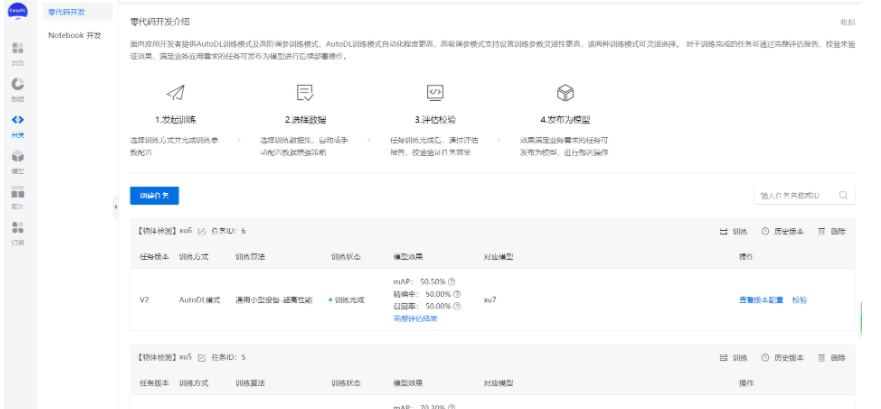 EasyDL
零代码开发
Notebook 开发
总览
数据
开发
模型
服务
订阅
零代码开发介绍
收起
面向应用开发者提供AutoDL训练模式及高阶调参训练模式，AutoDL训练模式自动化程度更高，高级调参模式支持设置训练参数灵活性更高，该两种训练模式可灵活选择。 对于训练完成的任务可通过完整评估报告、校验来验
证效果，满足业务应用需求的任务可发布为模型进行后续部署操作。
1.发起训练
2.选择数据
3.评估校验
4.发布为模型
选择训练方式并完成训练参
数配置
选择训练数据集、自动或手
动配置数据增强策略
任务训练完成后，通过评估
报告、校验验证任务效果
效果满足业务需求的任务可
发布为模型，进行部署操作
创建任务
输入任务名称或ID
【物体检测】xu6 任务ID：6
训练 历史版本 删除
任务版本 训练方式 训练算法 训练状态 模型效果 对应模型 操作
V2 AutoDL模式 通用小型设备-超高性能 训练完成
mAP： 50.50%
精确率： 50.00%
召回率： 50.00%
完整评估结果
xu7
查看版本配置 校验
【物体检测】xu5 任务ID：5
训练 历史版本 删除
任务版本 训练方式 训练算法 训练状态 模型效果 对应模型 操作
mAP： 70.30%